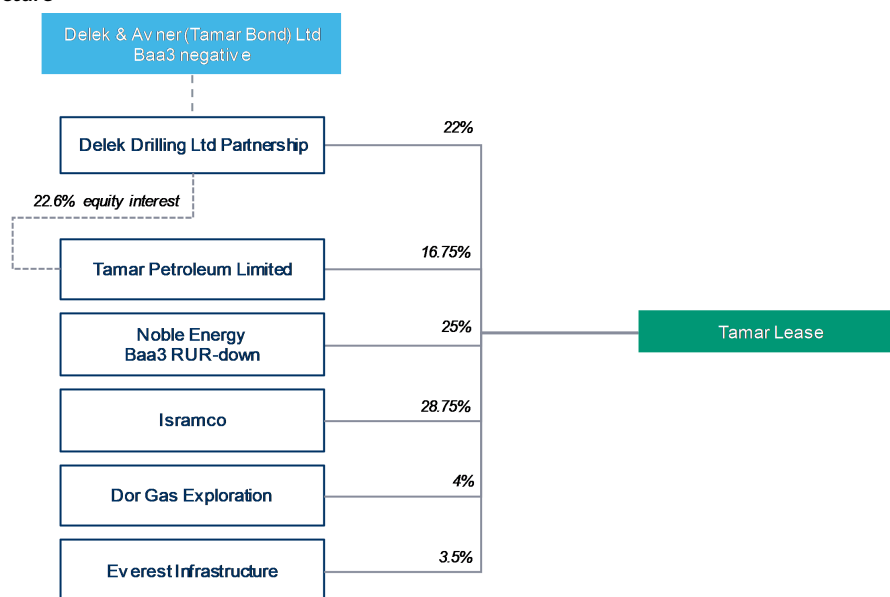 Delek & Avner (Tamar Bond) Ltd
Baa3 negative
Delek Drilling Ltd Partnership
22%
22.6% equity interest
Tamar Petroleum Limited
16.75%
Noble Energy
Baa3 RUR-down
25%
Tamar Lease
Isramco
28.75%
Dor Gas Exploration
4%
Everest Infrastructure
3.5%